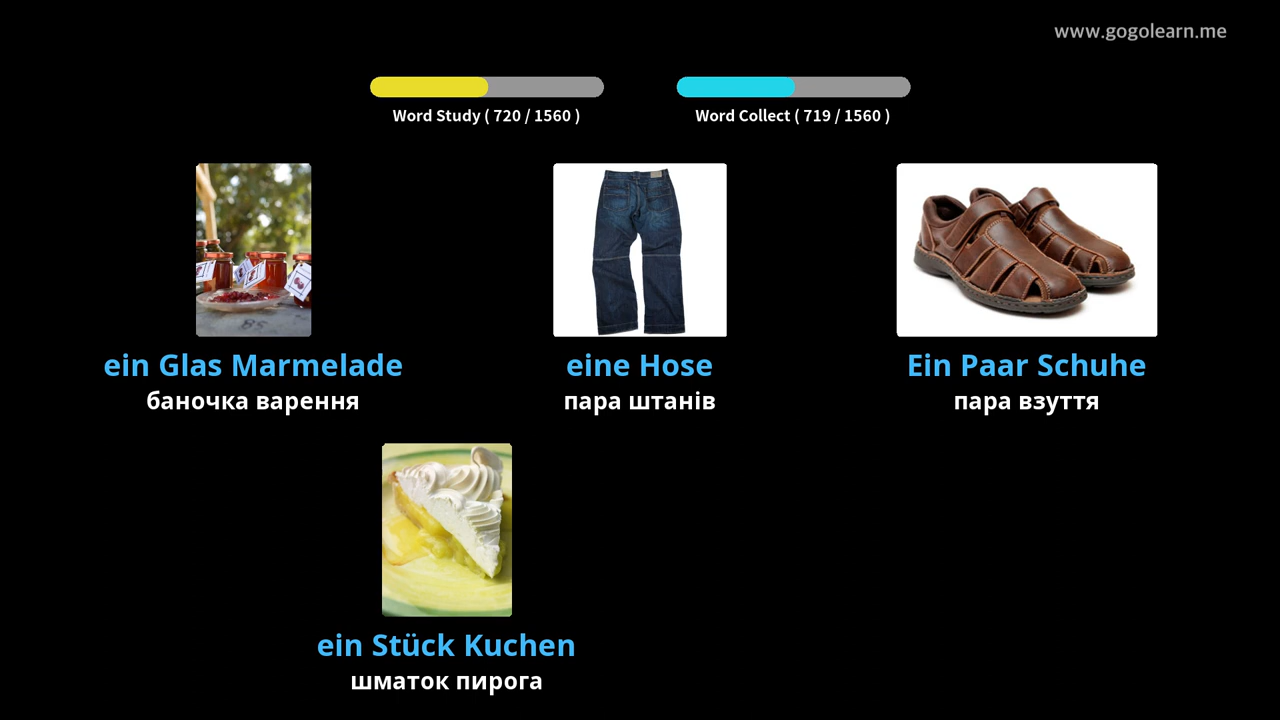 www.gogolearn.me
Word Study ( 720 / 1560 )
Word Collect ( 719 / 1560 )
ein Glas Marmelade
баночка варення
eine Hose
пара штанів
Ein Paar Schuhe
пара взуття
ein Stück Kuchen
шматок пирога